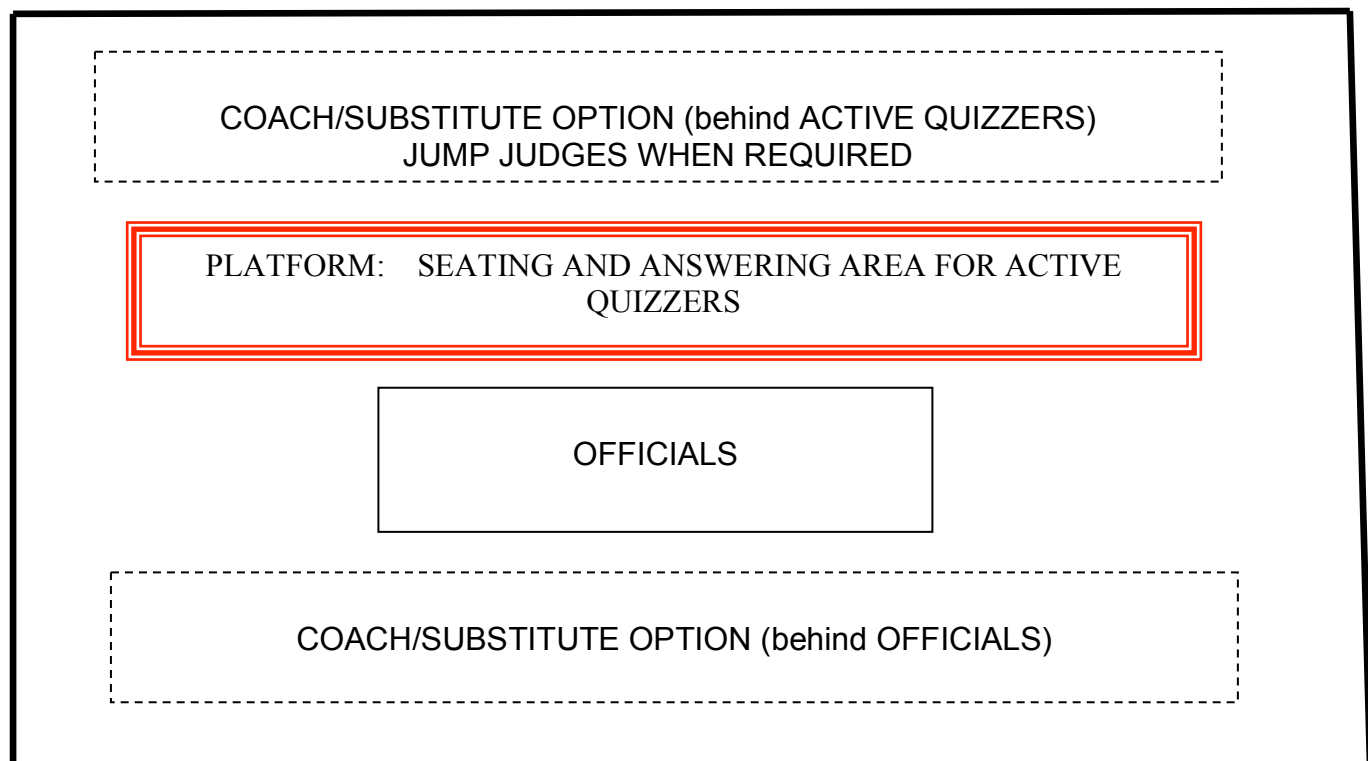 COACH/SUBSTITUTE OPTION (behind ACTIVE QUIZZERS)
JUMP JUDGES WHEN REQUIRED
PLATFORM: SEATING AND ANSWERING AREA FOR ACTIVE
QUIZZERS
OFFICIALS
COACH/SUBSTITUTE OPTION (behind OFFICIALS)